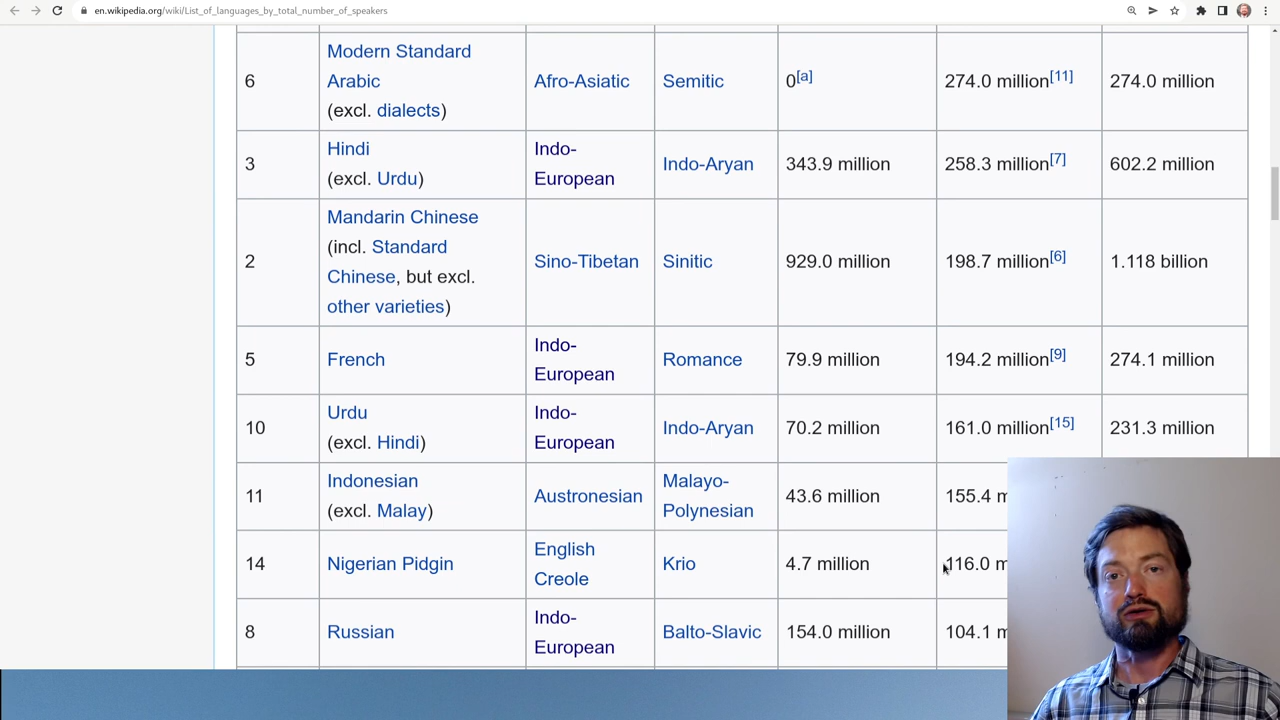 en.wikipedia.org/wiki/List_of_languages_by_total_number_of_speakers
6 Modern Standard Arabic (excl. dialects) Afro-Asiatic Semitic 0[a] 274.0 million[11] 274.0 million
3 Hindi (excl. Urdu) Indo-European Indo-Aryan 343.9 million 258.3 million[7] 602.2 million
2 Mandarin Chinese (incl. Standard Chinese, but excl. other varieties) Sino-Tibetan Sinitic 929.0 million 198.7 million[6] 1.118 billion
5 French Indo-European Romance 79.9 million 194.2 million[9] 274.1 million
10 Urdu (excl. Hindi) Indo-European Indo-Aryan 70.2 million 161.0 million[15] 231.3 million
11 Indonesian (excl. Malay) Austronesian Malayo-Polynesian 43.6 million 155.4 m
14 Nigerian Pidgin English Creole Krio 4.7 million 116.0 m
8 Russian Indo-European Balto-Slavic 154.0 million 104.1 m